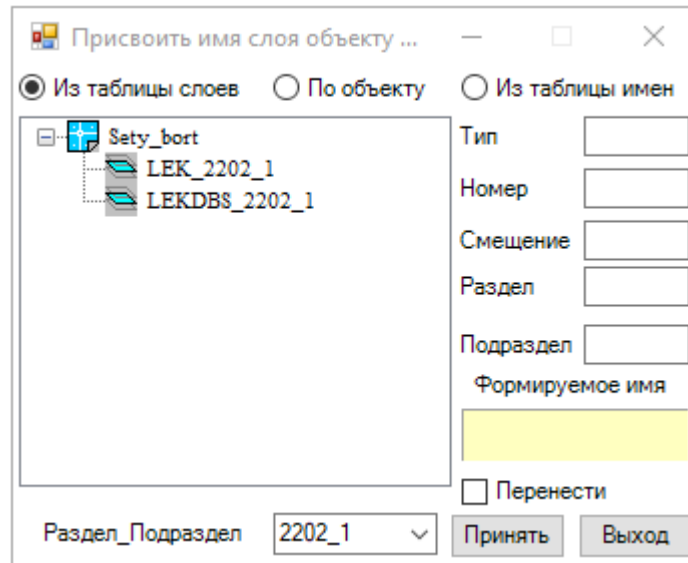 Присвоить имя слоя объекту ...
Из таблицы слоев По объекту Из таблицы имен
Sety_bort
LEK_2202_1
LEKDBS_2202_1
Тип
Номер
Смещение
Раздел
Подраздел
Формируемое имя
Перенести
Раздел_Подраздел 2202_1 Принять Выход